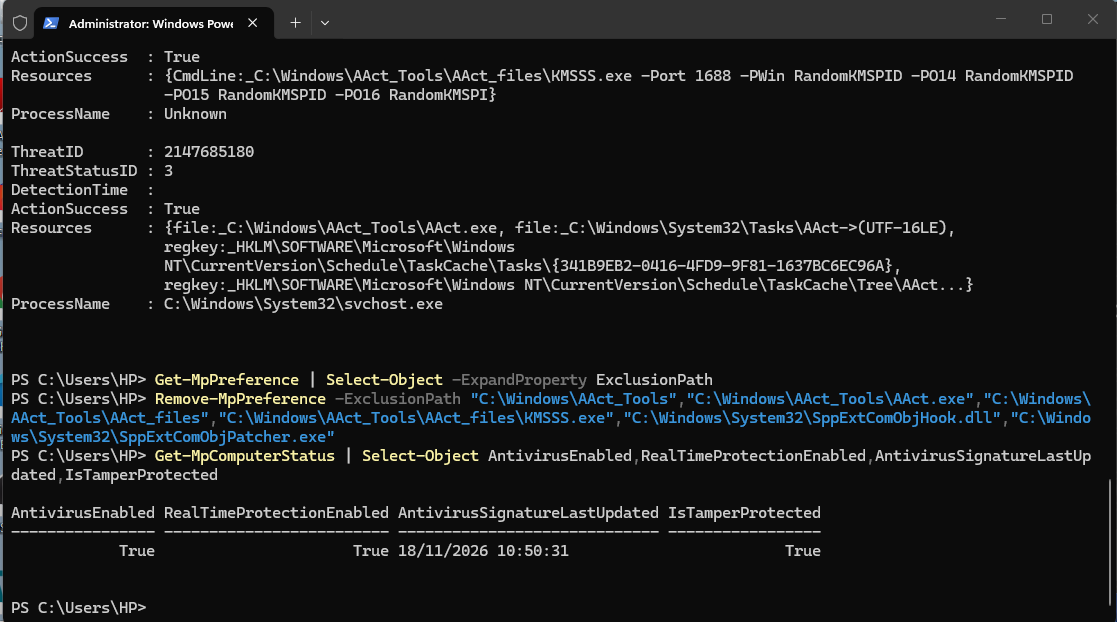 Administrator: Windows Powe
ActionSuccess  : True
Resources      : {CmdLine:_C:\Windows\AAct_Tools\AAct_files\KMSSS.exe -Port 1688 -PWin RandomKMSPID -PO14 RandomKMSPID
-PO15 RandomKMSPID -PO16 RandomKMSPI}
ProcessName    : Unknown
ThreatID       : 2147685180
ThreatStatusID : 3
DetectionTime  :
ActionSuccess  : True
Resources      : {file:_C:\Windows\AAct_Tools\AAct.exe, file:_C:\Windows\System32\Tasks\AAct->(UTF-16LE),
regkey:_HKLM\SOFTWARE\Microsoft\Windows
NT\CurrentVersion\Schedule\TaskCache\Tasks\{341B9EB2-0416-4FD9-9F81-1637BC6EC96A},
regkey:_HKLM\SOFTWARE\Microsoft\Windows NT\CurrentVersion\Schedule\TaskCache\Tree\AAct...}
ProcessName    : C:\Windows\System32\svchost.exe
PS C:\Users\HP> Get-MpPreference | Select-Object -ExpandProperty ExclusionPath
PS C:\Users\HP> Remove-MpPreference -ExclusionPath "C:\Windows\AAct_Tools","C:\Windows\AAct_Tools\AAct.exe","C:\Windows\
AAct_Tools\AAct_files","C:\Windows\AAct_Tools\AAct_files\KMSSS.exe","C:\Windows\System32\SppExtComObjHook.dll","C:\Windo
ws\System32\SppExtComObjPatcher.exe"
PS C:\Users\HP> Get-MpComputerStatus | Select-Object AntivirusEnabled,RealTimeProtectionEnabled,AntivirusSignatureLastUp
dated,IsTamperProtected
AntivirusEnabled RealTimeProtectionEnabled AntivirusSignatureLastUpdated IsTamperProtected
---------------- ------------------------- ----------------------------- -----------------
True                      True 18/11/2026 10:50:31                        True
PS C:\Users\HP>